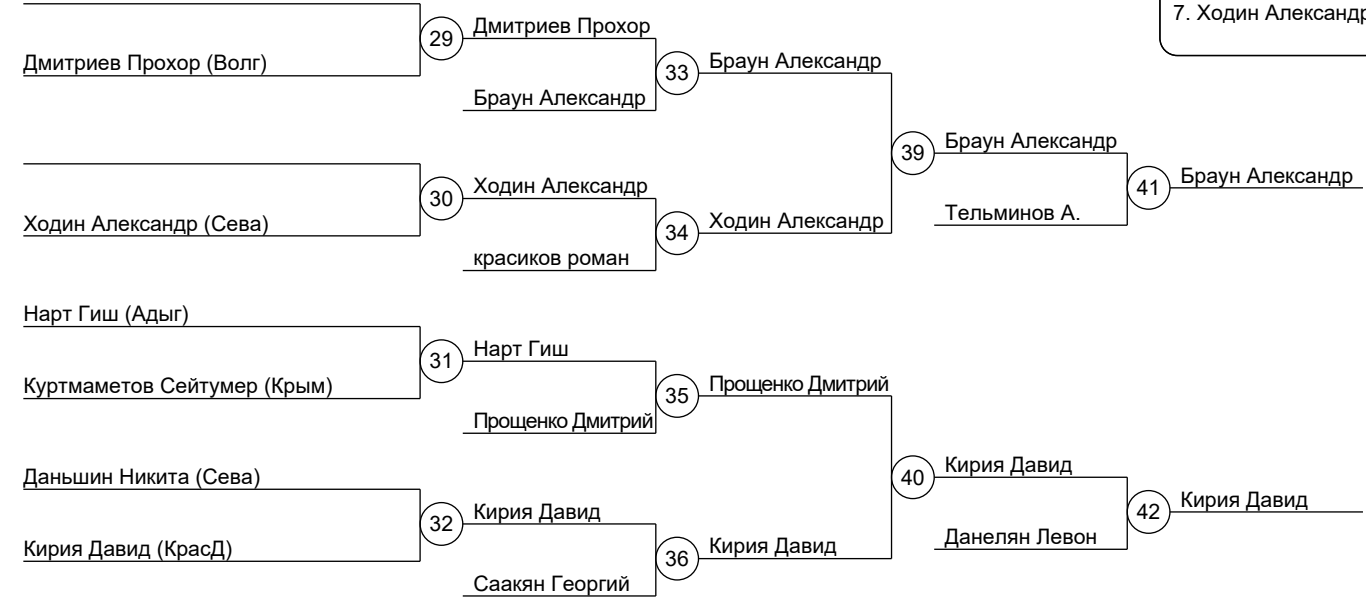 7. Ходин Александр
Дмитриев Прохор (Волг)
29
Дмитриев Прохор
Браун Александр
33
Браун Александр
Ходин Александр (Сева)
30
Ходин Александр
красиков роман
34
Ходин Александр
39
Браун Александр
Тельминов А.
41
Браун Александр
Нарт Гиш (Адыг)
Куртмаметов Сейтумер (Крым)
31
Нарт Гиш
Прощенко Дмитрий
35
Прощенко Дмитрий
Даньшин Никита (Сева)
Кирия Давид (КрасД)
32
Кирия Давид
Саакян Георгий
36
Кирия Давид
40
Кирия Давид
Данелян Левон
42
Кирия Давид